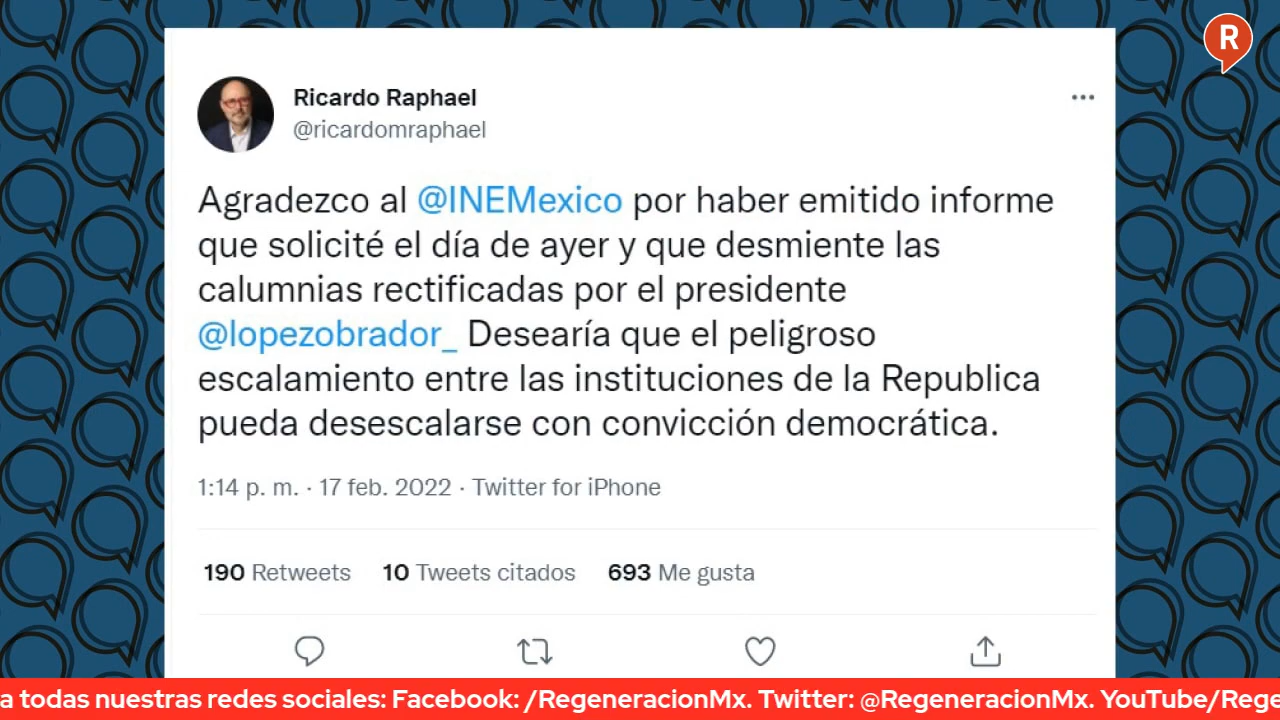 R
Ricardo Raphael
@ricardomraphael
Agradezco al @INEMexico por haber emitido informe
que solicité el día de ayer y que desmiente las
calumnias rectificadas por el presidente
@lopezobrador_ Desearía que el peligroso
escalamiento entre las instituciones de la Republica
pueda desescalarse con convicción democrática.
1:14 p. m. · 17 feb. 2022 · Twitter for iPhone
190 Retweets 10 Tweets citados 693 Me gusta
a todas nuestras redes sociales: Facebook: /RegeneracionMx. Twitter: @RegeneracionMx. YouTube/Rege